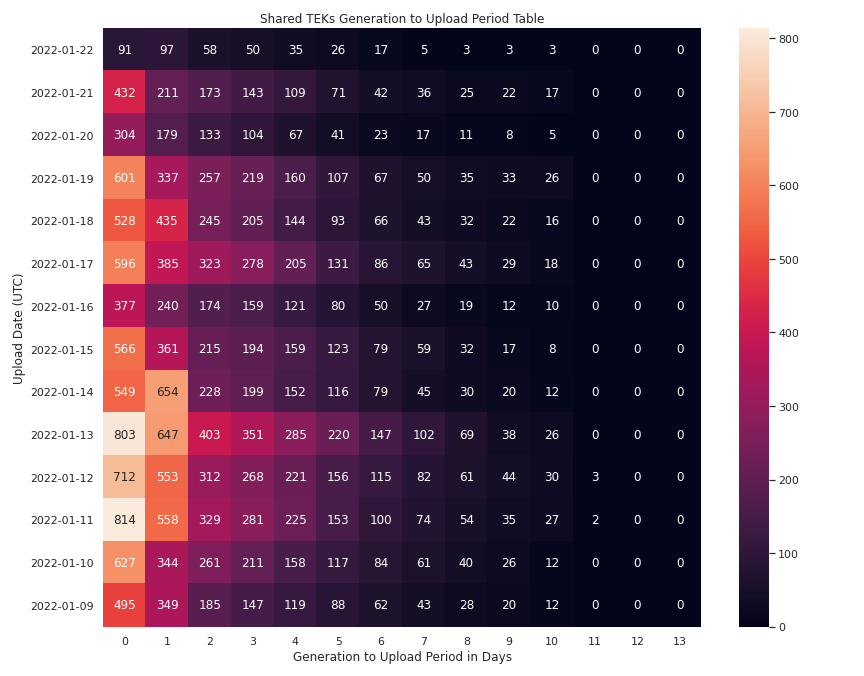 Shared TEKs Generation to Upload Period Table
Upload Date (UTC)
2022-01-22 91 97 58 50 35 26 17 5 3 3 3 0 0 0
2022-01-21 432 211 173 143 109 71 42 36 25 22 17 0 0 0
2022-01-20 304 179 133 104 67 41 23 17 11 8 5 0 0 0
2022-01-19 601 337 257 219 160 107 67 50 35 33 26 0 0 0
2022-01-18 528 435 245 205 144 93 66 43 32 22 16 0 0 0
2022-01-17 596 385 323 278 205 131 86 65 43 29 18 0 0 0
2022-01-16 377 240 174 159 121 80 50 27 19 12 10 0 0 0
2022-01-15 566 361 215 194 159 123 79 59 32 17 8 0 0 0
2022-01-14 549 654 228 199 152 116 79 45 30 20 12 0 0 0
2022-01-13 803 647 403 351 285 220 147 102 69 38 26 0 0 0
2022-01-12 712 553 312 268 221 156 115 82 61 44 30 3 0 0
2022-01-11 814 558 329 281 225 153 100 74 54 35 27 2 0 0
2022-01-10 627 344 261 211 158 117 84 61 40 26 12 0 0 0
2022-01-09 495 349 185 147 119 88 62 43 28 20 12 0 0 0
0 1 2 3 4 5 6 7 8 9 10 11 12 13
Generation to Upload Period in Days
800
700
600
500
400
300
200
100
0